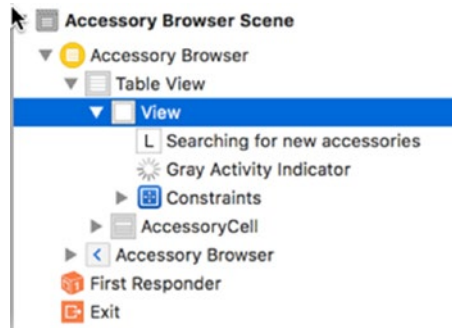 Accessory Browser Scene
Accessory Browser
Table View
View
L Searching for new accessories
Gray Activity Indicator
Constraints
AccessoryCell
Accessory Browser
First Responder
Exit